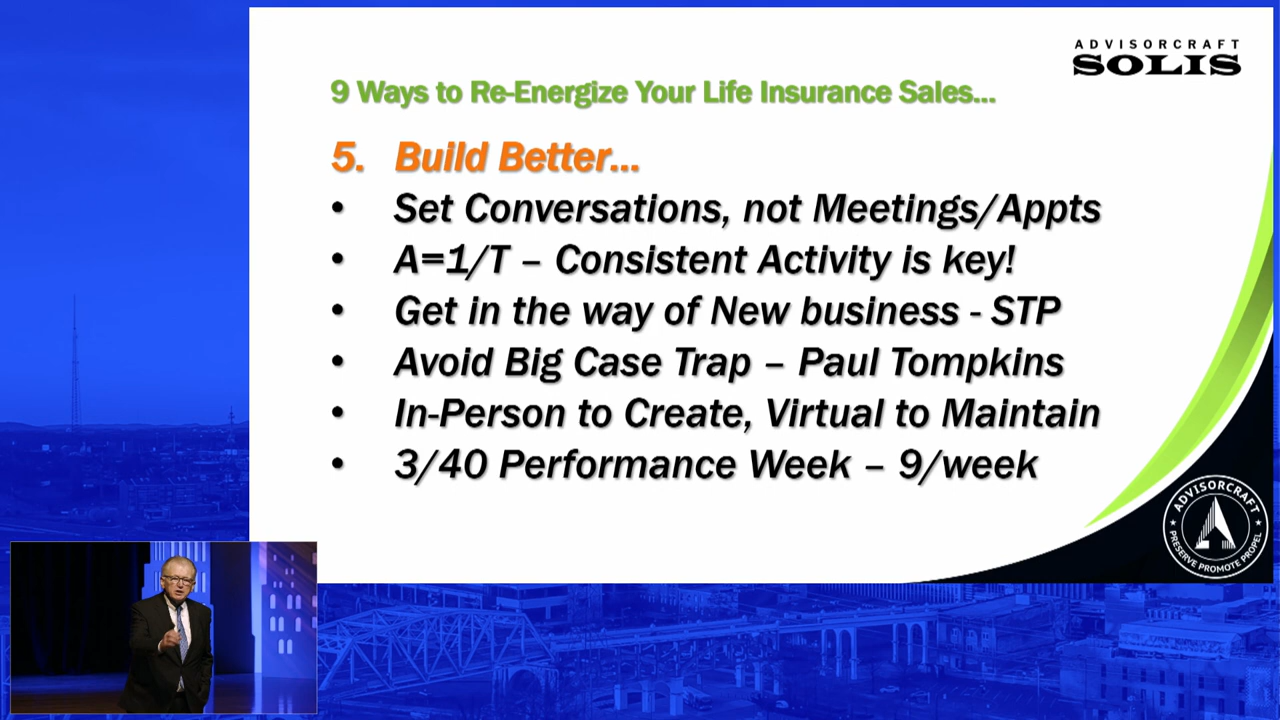 ADVISORCRAFT
SOLIS
9 Ways to Re-Energize Your Life Insurance Sales...
5. Build Better...
• Set Conversations, not Meetings/Appts
• A=1/T – Consistent Activity is key!
• Get in the way of New business - STP
• Avoid Big Case Trap – Paul Tompkins
• In-Person to Create, Virtual to Maintain
• 3/40 Performance Week – 9/week
ADVISORCRAFT
PRESERVE PROMOTE PROPEL